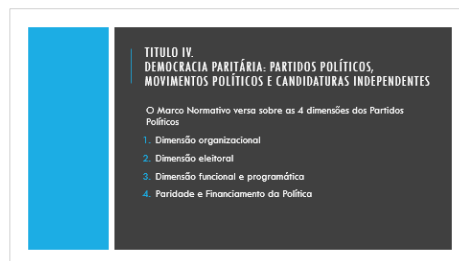 TITULO IV.
DEMOCRACIA PARITÁRIA: PARTIDOS POLÍTICOS,
MOVIMENTOS POLÍTICOS E CANDIDATURAS INDEPENDENTES
O Marco Normativo versa sobre as 4 dimensões dos Partidos
Políticos
1. Dimensão organizacional
2. Dimensão eleitoral
3. Dimensão funcional e programática
4. Paridade e Financiamento da Política